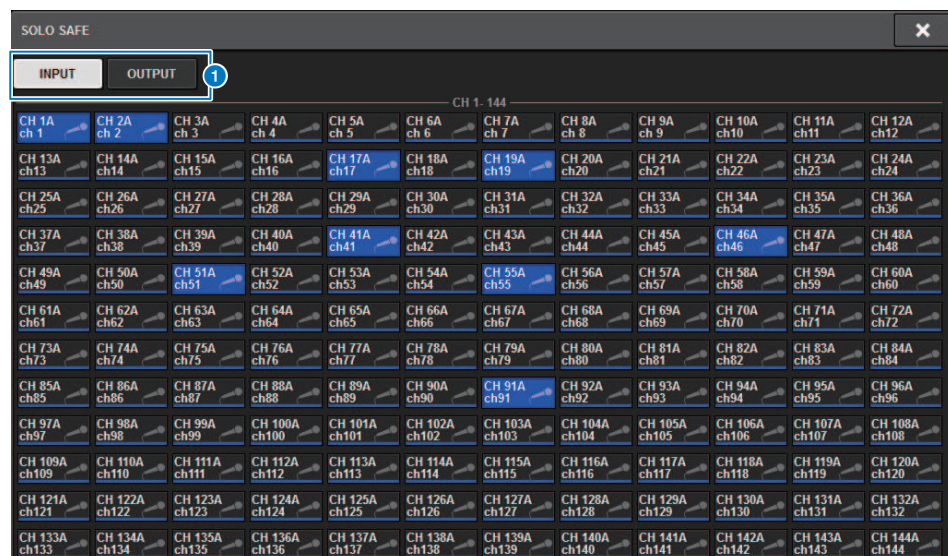 SOLO SAFE
INPUT OUTPUT 1
CH 1- 144
CH 1A CH 2A CH 3A CH 4A CH 5A CH 6A CH 7A CH 8A CH 9A CH 10A CH 11A CH 12A
ch 1 ch 2 ch 3 ch 4 ch 5 ch 6 ch 7 ch 8 ch 9 ch10 ch11 ch12
CH 13A CH 14A CH 15A CH 16A CH 17A CH 18A CH 19A CH 20A CH 21A CH 22A CH 23A CH 24A
ch13 ch14 ch15 ch16 ch17 ch18 ch19 ch20 ch21 ch22 ch23 ch24
CH 25A CH 26A CH 27A CH 28A CH 29A CH 30A CH 31A CH 32A CH 33A CH 34A CH 35A CH 36A
ch25 ch26 ch27 ch28 ch29 ch30 ch31 ch32 ch33 ch34 ch35 ch36
CH 37A CH 38A CH 39A CH 40A CH 41A CH 42A CH 43A CH 44A CH 45A CH 46A CH 47A CH 48A
ch37 ch38 ch39 ch40 ch41 ch42 ch43 ch44 ch45 ch46 ch47 ch48
CH 49A CH 50A CH 51A CH 52A CH 53A CH 54A CH 55A CH 56A CH 57A CH 58A CH 59A CH 60A
ch49 ch50 ch51 ch52 ch53 ch54 ch55 ch56 ch57 ch58 ch59 ch60
CH 61A CH 62A CH 63A CH 64A CH 65A CH 66A CH 67A CH 68A CH 69A CH 70A CH 71A CH 72A
ch61 ch62 ch63 ch64 ch65 ch66 ch67 ch68 ch69 ch70 ch71 ch72
CH 73A CH 74A CH 75A CH 76A CH 77A CH 78A CH 79A CH 80A CH 81A CH 82A CH 83A CH 84A
ch73 ch74 ch75 ch76 ch77 ch78 ch79 ch80 ch81 ch82 ch83 ch84
CH 85A CH 86A CH 87A CH 88A CH 89A CH 90A CH 91A CH 92A CH 93A CH 94A CH 95A CH 96A
ch85 ch86 ch87 ch88 ch89 ch90 ch91 ch92 ch93 ch94 ch95 ch96
CH 97A CH 98A CH 99A CH 100A CH 101A CH 102A CH 103A CH 104A CH 105A CH 106A CH 107A CH 108A
ch97 ch98 ch99 ch100 ch101 ch102 ch103 ch104 ch105 ch106 ch107 ch108
CH 109A CH 110A CH 111A CH 112A CH 113A CH 114A CH 115A CH 116A CH 117A CH 118A CH 119A CH 120A
ch109 ch110 ch111 ch112 ch113 ch114 ch115 ch116 ch117 ch118 ch119 ch120
CH 121A CH 122A CH 123A CH 124A CH 125A CH 126A CH 127A CH 128A CH 129A CH 130A CH 131A CH 132A
ch121 ch122 ch123 ch124 ch125 ch126 ch127 ch128 ch129 ch130 ch131 ch132
CH 133A CH 134A CH 135A CH 136A CH 137A CH 138A CH 139A CH 140A CH 141A CH 142A CH 143A CH 144A
ch133 ch134 ch135 ch136 ch137 ch138 ch139 ch140 ch141 ch142 ch143 ch144